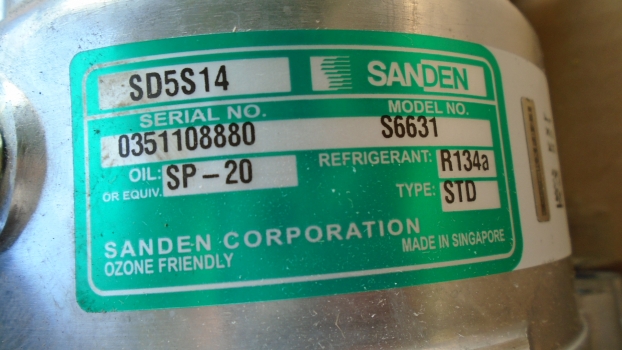 SD5S14 SANDEN
SERIAL NO. MODEL NO.
0351108880 S6631
OIL: SP-20 REFRIGERANT: R134a
OR EQUIV. TYPE: STD
SANDEN CORPORATION
OZONE FRIENDLY MADE IN SINGAPORE